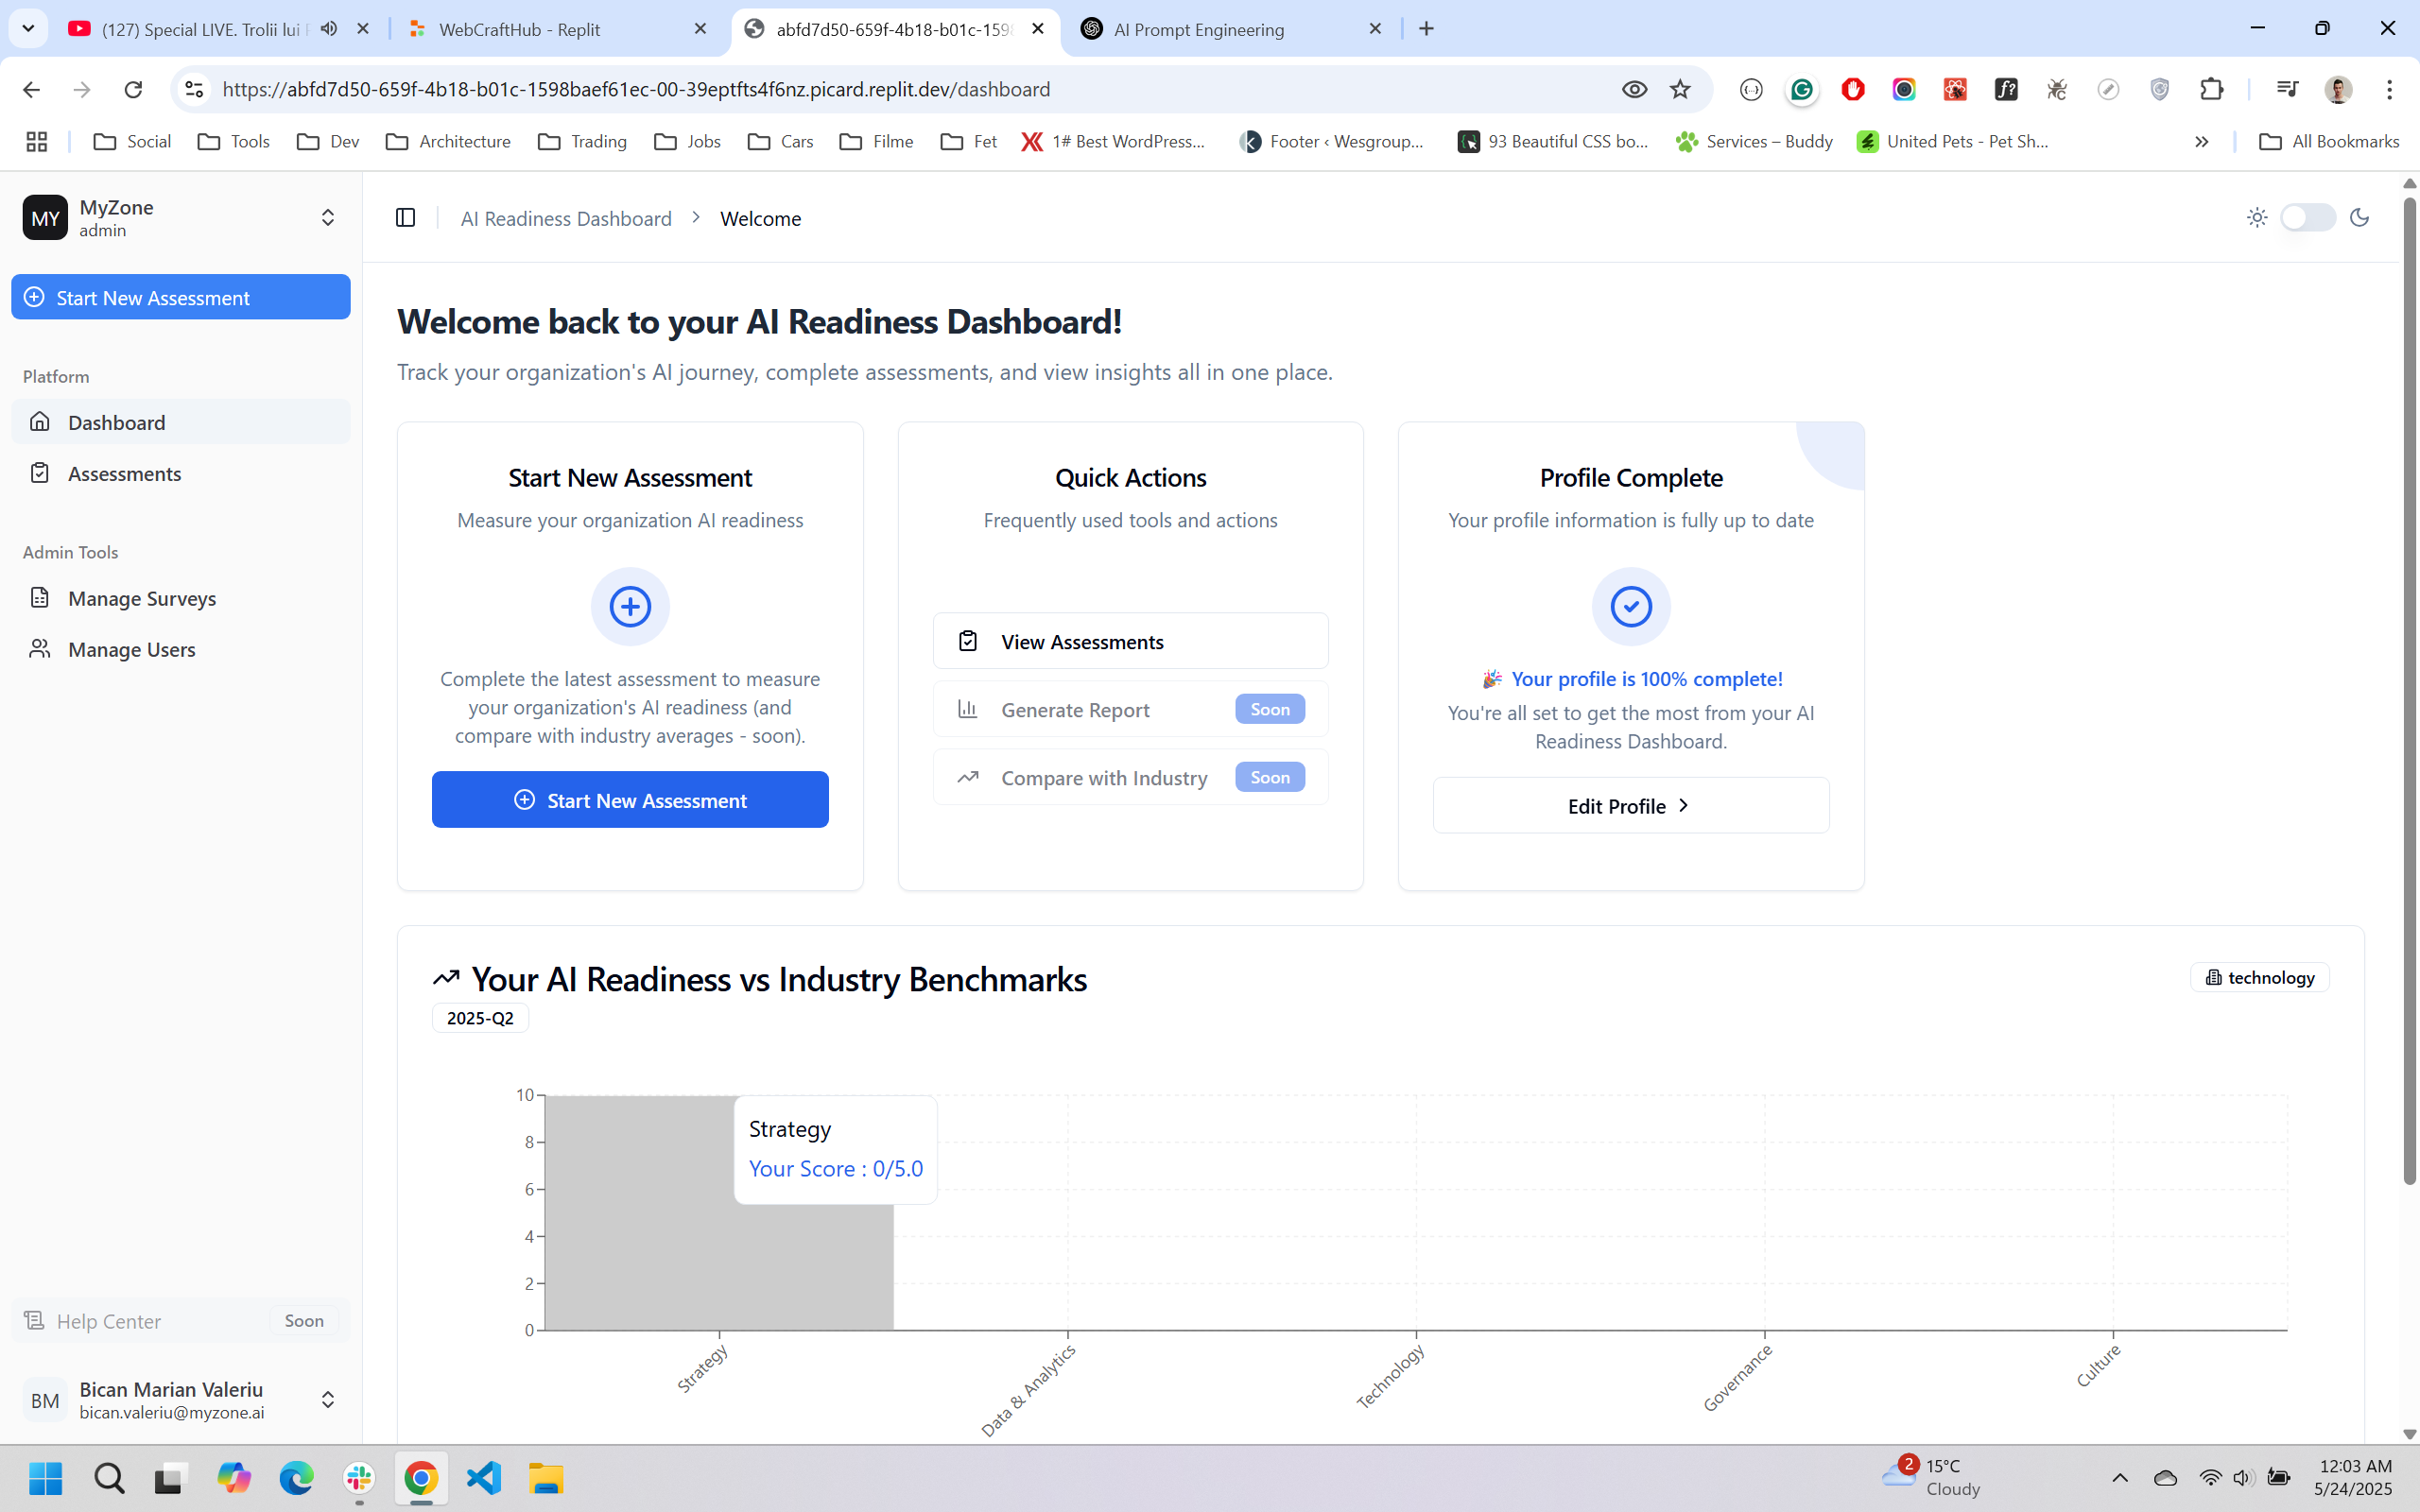 (127) Special LIVE. Trolii lui
WebCraftHub - Replit
abfd7d50-659f-4b18-b01c-159
AI Prompt Engineering
https://abfd7d50-659f-4b18-b01c-1598baef61ec-00-39eptfts4f6nz.picard.replit.dev/dashboard
Social
Tools
Dev
Architecture
Trading
Jobs
Cars
Filme
Fet
1# Best WordPress...
Footer ‹ Wesgroup...
93 Beautiful CSS bo...
Services – Buddy
United Pets - Pet Sh...
All Bookmarks
MY
MyZone
admin
AI Readiness Dashboard
Welcome
Start New Assessment
Platform
Dashboard
Assessments
Admin Tools
Manage Surveys
Manage Users
Welcome back to your AI Readiness Dashboard!
Track your organization's AI journey, complete assessments, and view insights all in one place.
Start New Assessment
Measure your organization AI readiness
Complete the latest assessment to measure
your organization's AI readiness (and
compare with industry averages - soon).
Start New Assessment
Quick Actions
Frequently used tools and actions
View Assessments
Generate Report
Soon
Compare with Industry
Soon
Profile Complete
Your profile information is fully up to date
🎉 Your profile is 100% complete!
You're all set to get the most from your AI
Readiness Dashboard.
Edit Profile
Your AI Readiness vs Industry Benchmarks
technology
2025-Q2
10
8
6
4
2
0
Strategy
Your Score : 0/5.0
Strategy
Data & Analytics
Technology
Governance
Culture
Help Center
Soon
BM
Bican Marian Valeriu
bican.valeriu@myzone.ai
2
15°C
Cloudy
12:03 AM
5/24/2025